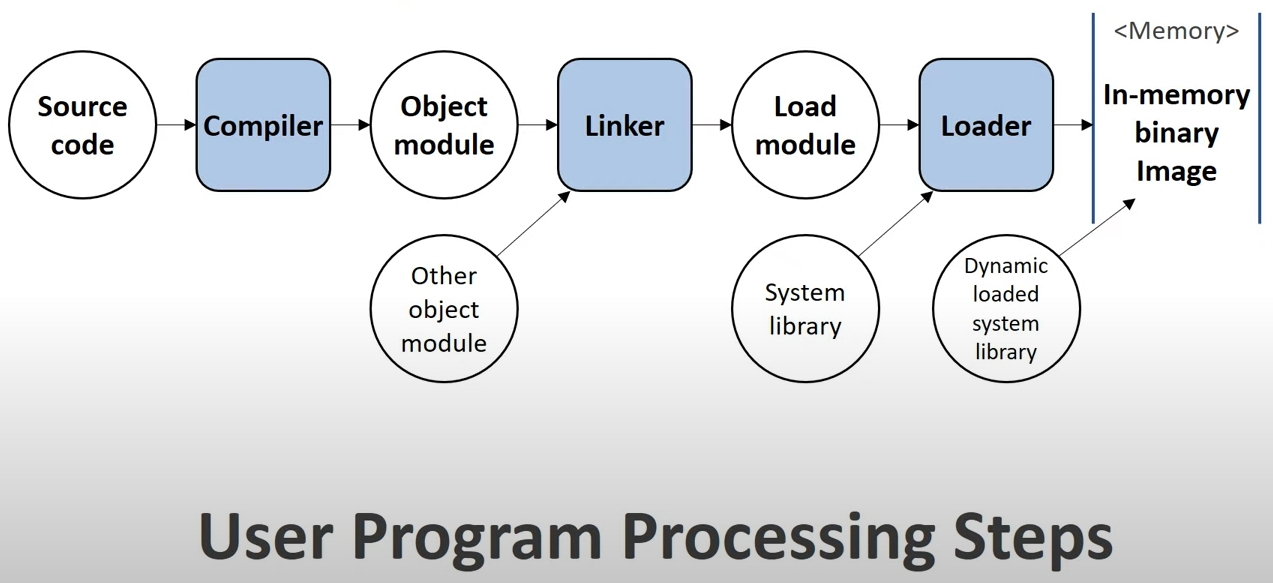 <Memory>
Source
code
Compiler
Object
module
Linker
Load
module
Loader
In-memory
binary
Image
Other
object
module
System
library
Dynamic
loaded
system
library
User Program Processing Steps